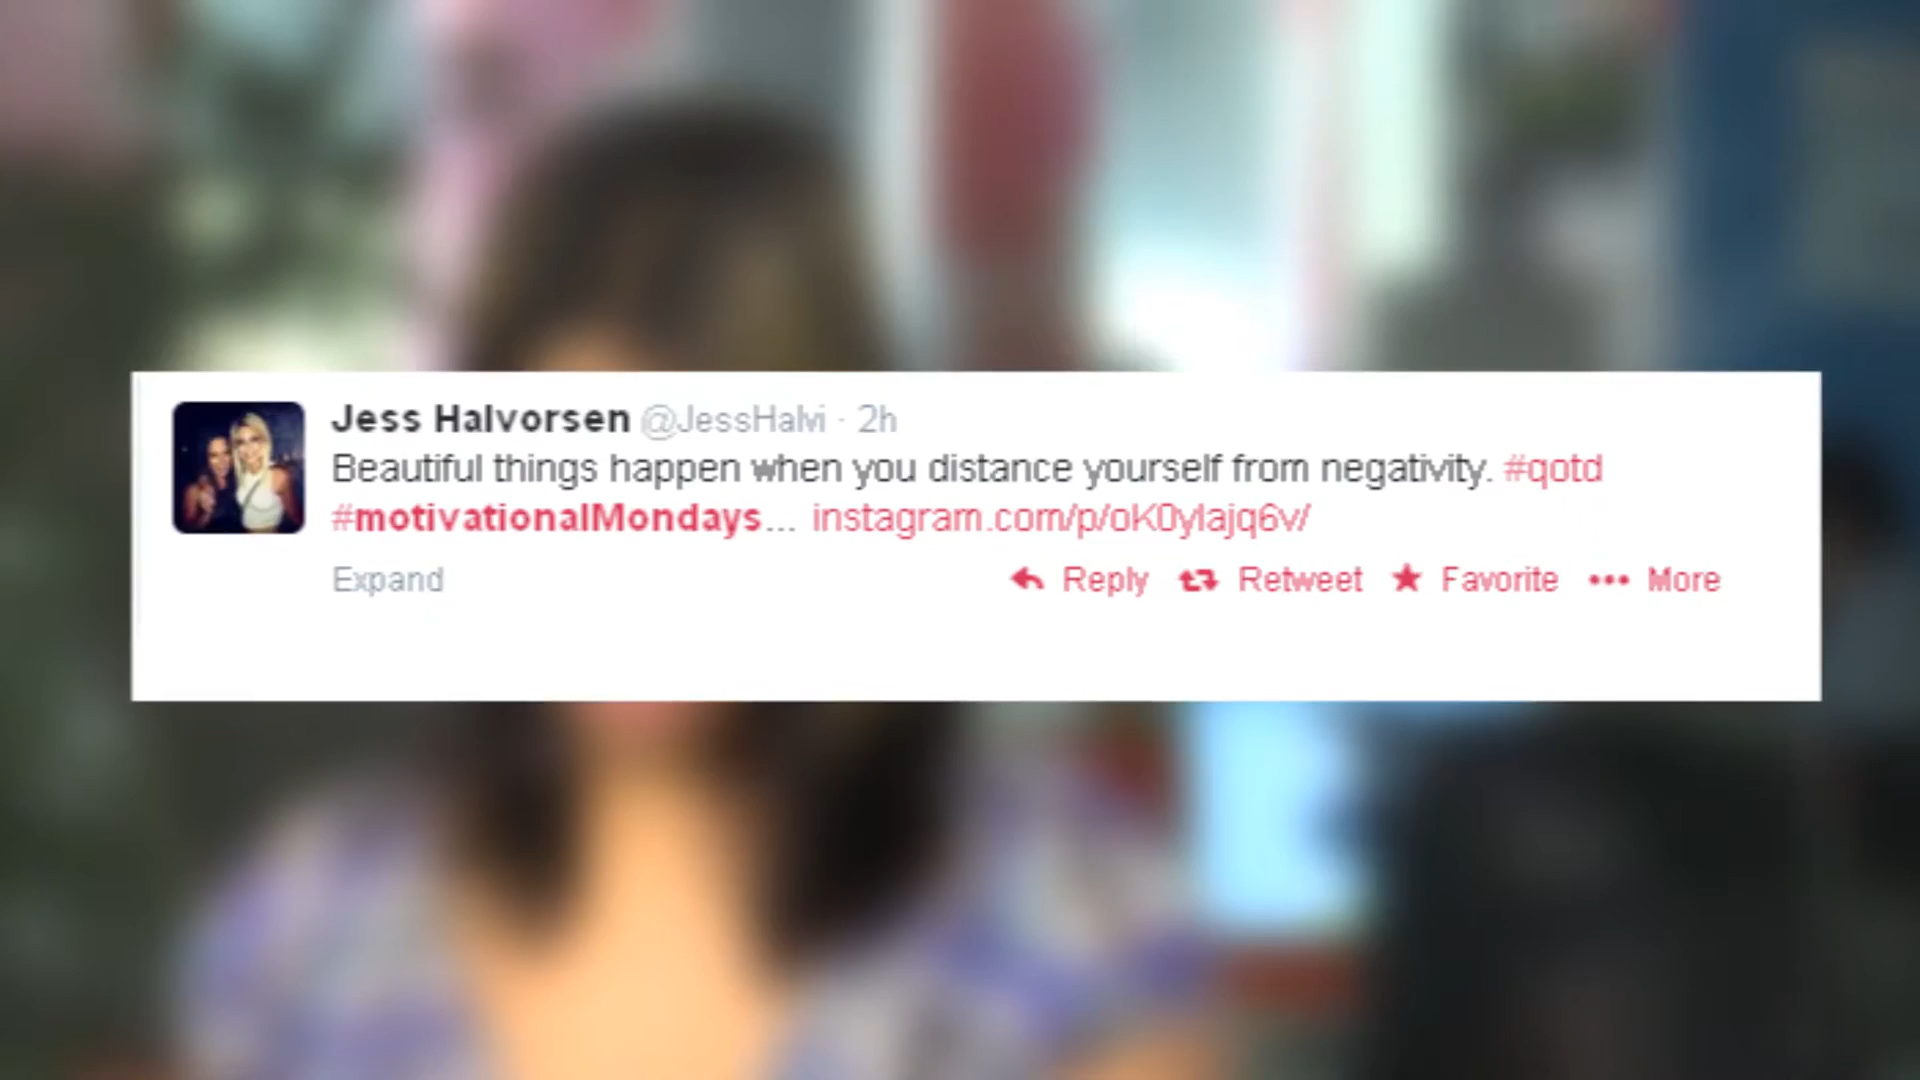 Jess Halvorsen @JessHalvi · 2h
Beautiful things happen when you distance yourself from negativity. #qotd
#motivationalMondays... instagram.com/p/oK0ylajq6v/
Expand Reply Retweet Favorite More